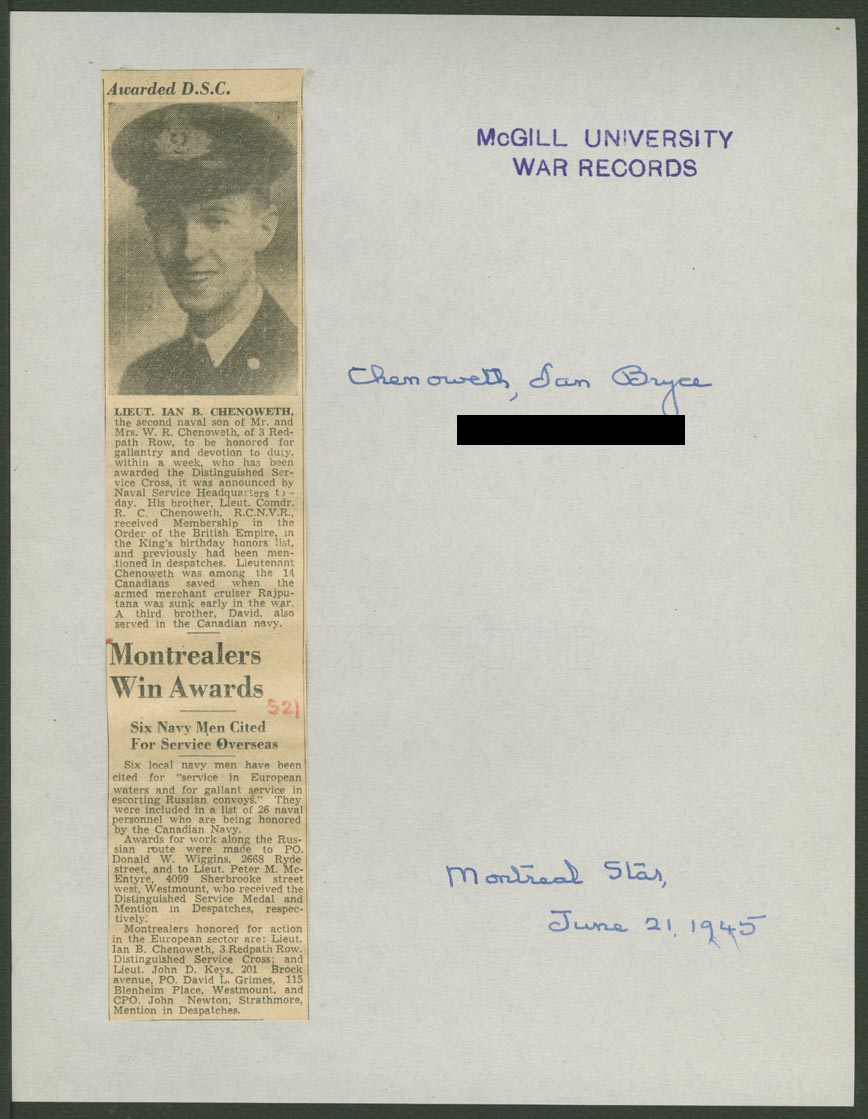 Awarded D.S.C.
LIEUT. IAN B. CHENOWETH,
the second naval son of Mr. and
Mrs. W. R. Chenoweth, of 3 Red-
path Row, to be honored for
gallantry and devotion to duty,
within a week, who has been
awarded the Distinguished Ser-
vice Cross, it was announced by
Naval Service Headquarters to-
day. His brother, Lieut. Comdr.
R. C. Chenoweth, R.C.N.V.R.,
received Membership in the
Order of the British Empire, in
the King's birthday honors list,
and previously had been men-
tioned in despatches. Lieutenant
Chenoweth was among the 14
Canadians saved when the
armed merchant cruiser Rajpu-
tana was sunk early in the war.
A third brother, David, also
served in the Canadian navy.
Montrealers
Win Awards
521
Six Navy Men Cited
For Service Overseas
Six local navy men have been
cited for "service in European
waters and for gallant service in
escorting Russian convoys." They
were included in a list of 26 naval
personnel who are being honored
by the Canadian Navy.
Awards for work along the Rus-
sian route were made to PO.
Donald W. Wiggins, 2668 Ryde
street, and to Lieut. Peter M. Mc-
Entyre, 4099 Sherbrooke street
west, Westmount, who received the
Distinguished Service Medal and
Mention in Despatches, respec-
tively.
Montrealers honored for action
in the European sector are: Lieut.
Ian B. Chenoweth, 3 Redpath Row,
Distinguished Service Cross; and
Lieut. John D. Keys, 201 Brock
avenue, PO. David L. Grimes, 115
Blenheim Place, Westmount, and
CPO. John Newton, Strathmore,
Mention in Despatches.
McGILL UNIVERSITY
WAR RECORDS
Chenoweth, Ian Bryce
Montreal Star,
June 21, 1945